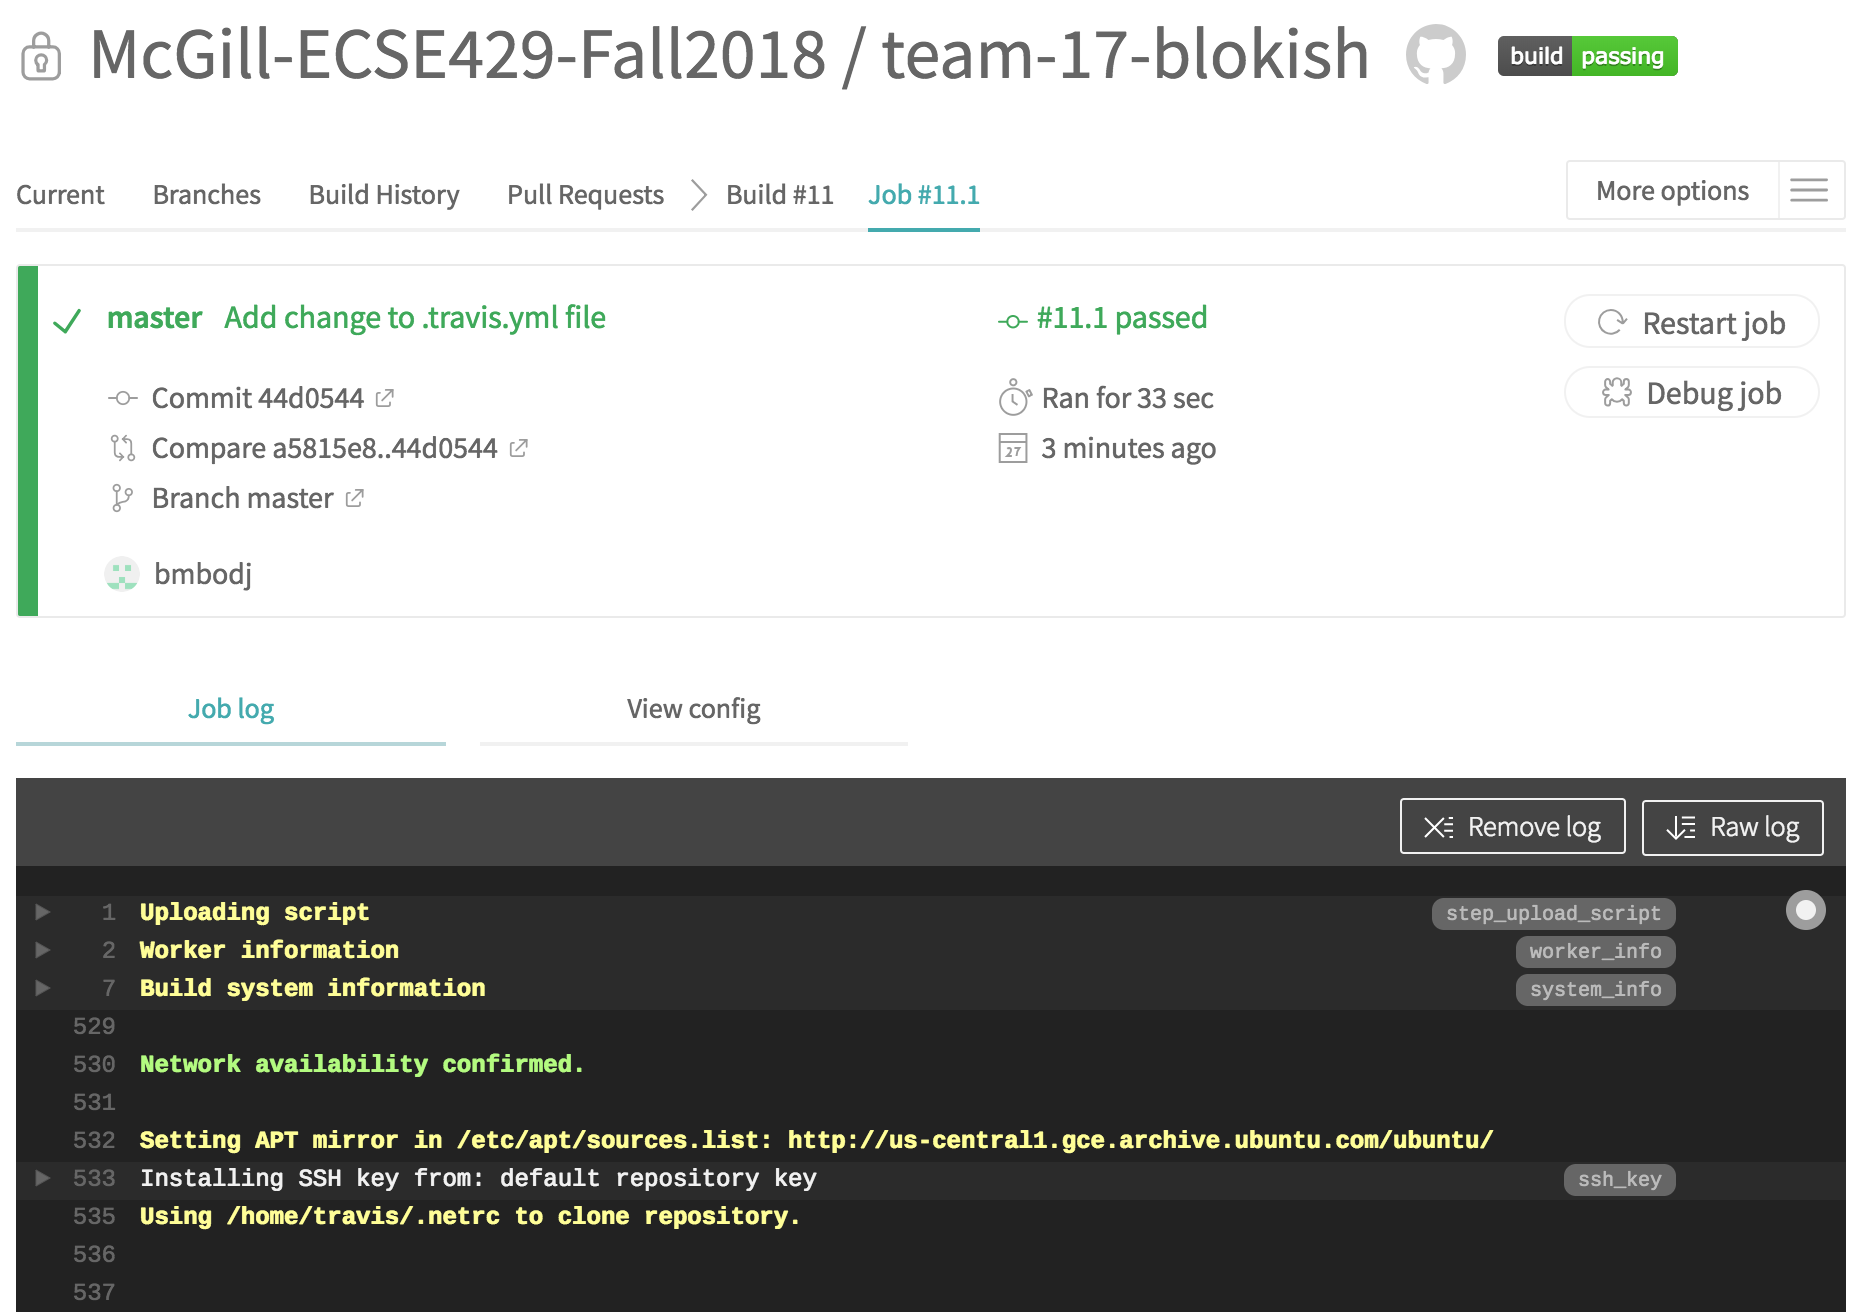 McGill-ECSE429-Fall2018 / team-17-blokish build passing
Current Branches Build History Pull Requests Build #11 Job #11.1 More options
master Add change to .travis.yml file #11.1 passed Restart job
Commit 44d0544 Ran for 33 sec Debug job
Compare a5815e8..44d0544 27 3 minutes ago
Branch master
bmbodj
Job log View config
Remove log Raw log
1 Uploading script step_upload_script
2 Worker information worker_info
7 Build system information system_info
529
530 Network availability confirmed.
531
532 Setting APT mirror in /etc/apt/sources.list: http://us-central1.gce.archive.ubuntu.com/ubuntu/
533 Installing SSH key from: default repository key ssh_key
535 Using /home/travis/.netrc to clone repository.
536
537